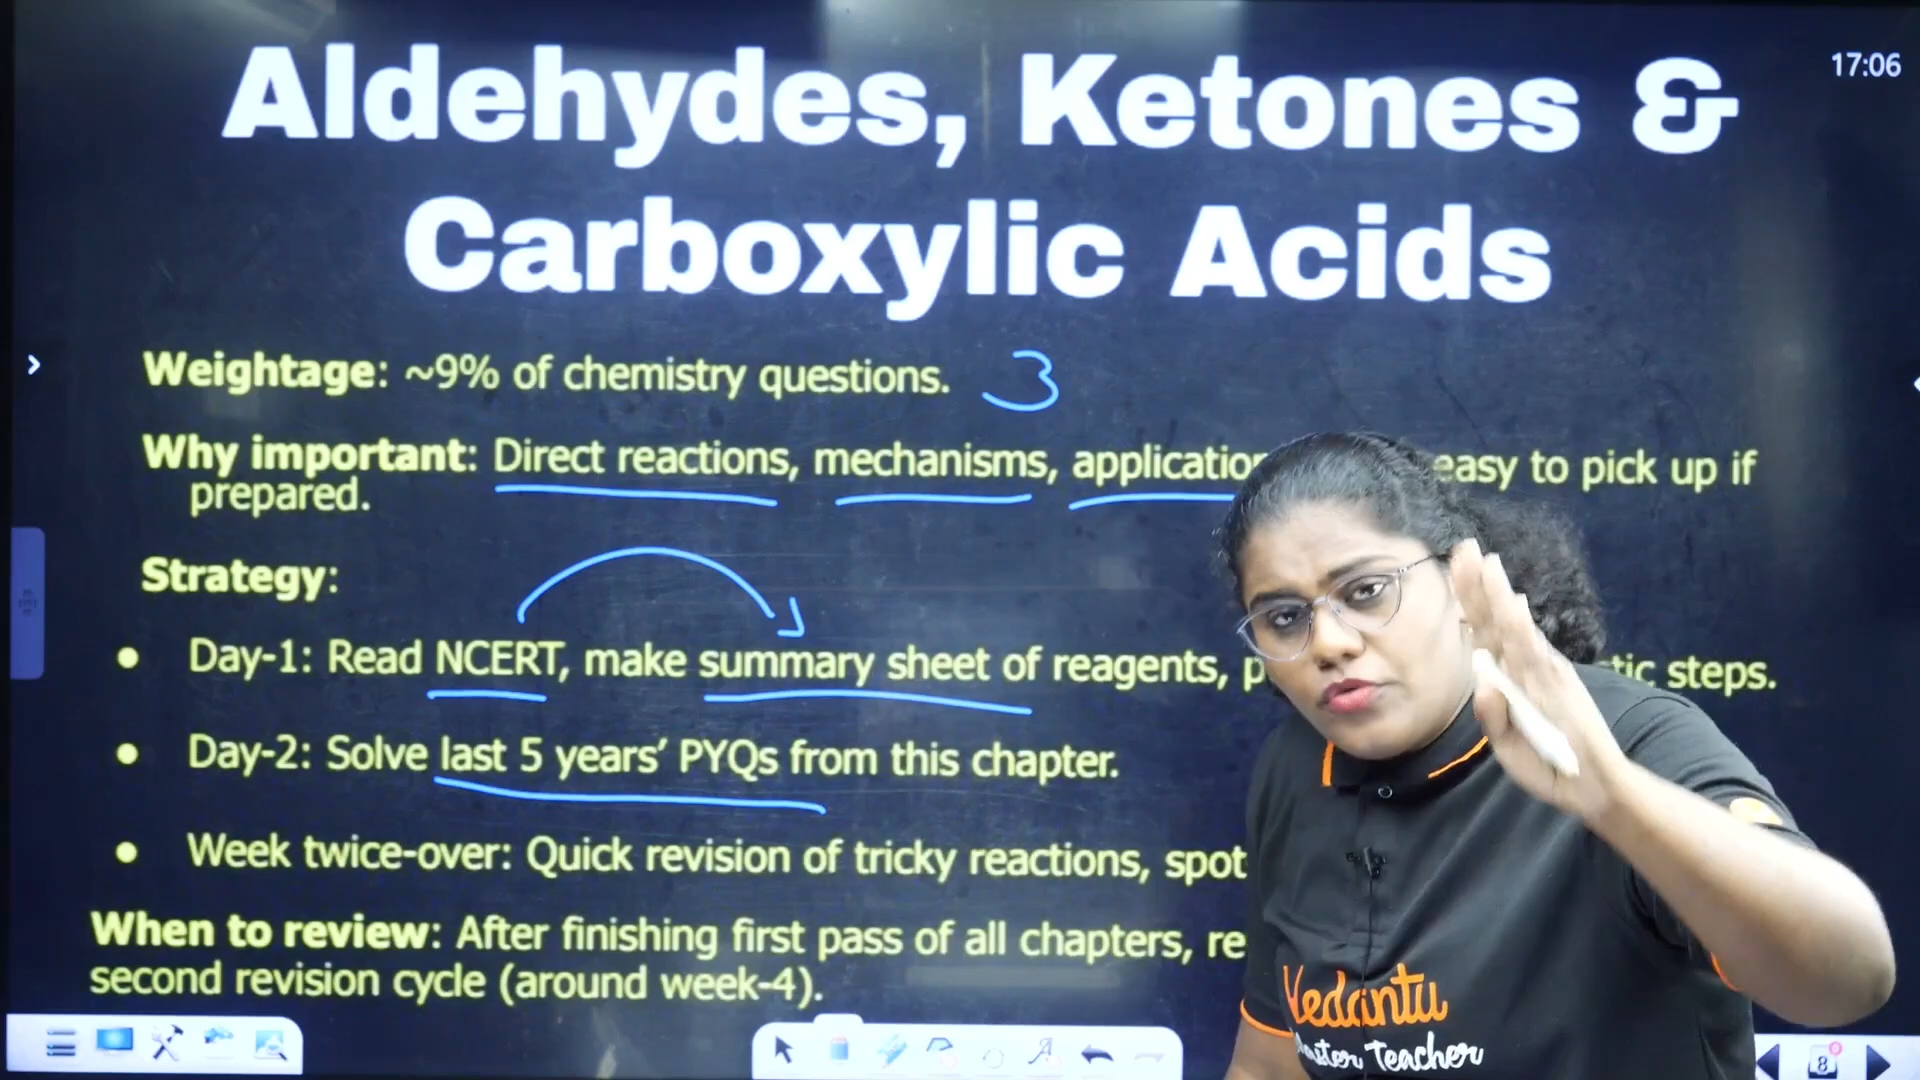 Aldehydes, Ketones &
17:06
Carboxylic Acids
Weightage: ~9% of chemistry questions. 3
Why important: Direct reactions, mechanisms, easy to pick up if
prepared.
Strategy:
Day-1: Read NCERT, make summary sheet of reagents, steps.
Day-2: Solve last 5 years' PYQs from this chapter.
Week twice-over: Quick revision of tricky reactions, spot
When to review: After finishing first pass of all chapters,
second revision cycle (around week-4).
Vedantu
Master Teacher
8